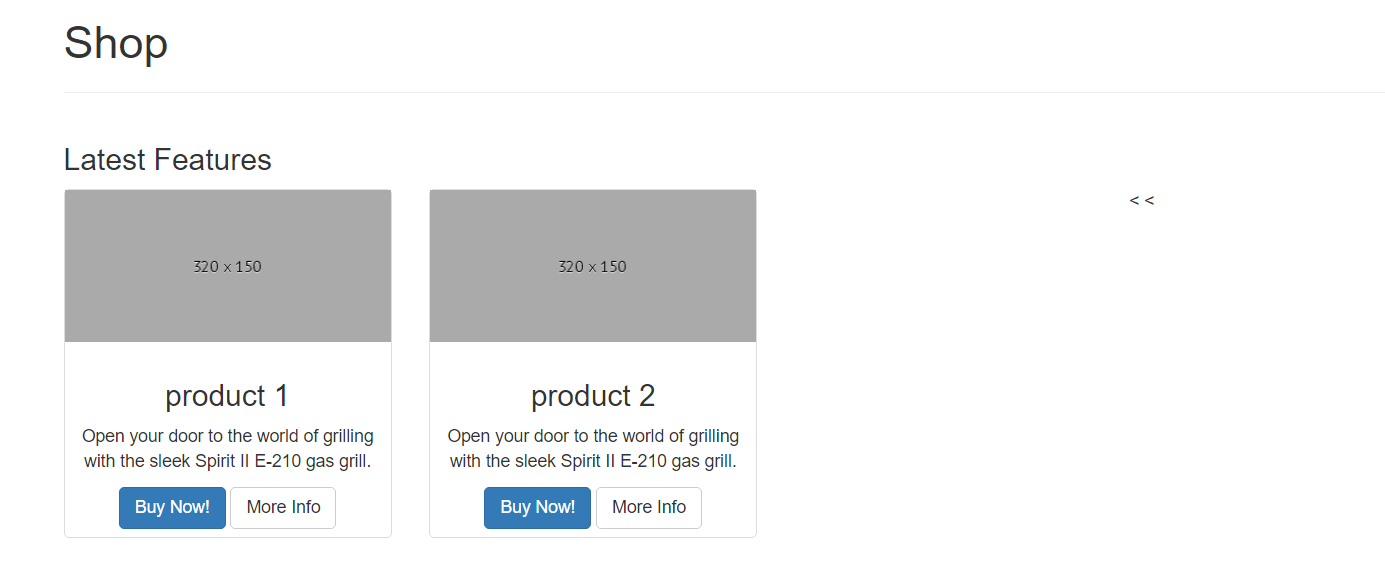 Shop
Latest Features
320 x 150
product 1
Open your door to the world of grilling
with the sleek Spirit II E-210 gas grill.
Buy Now! More Info
320 x 150
product 2
Open your door to the world of grilling
with the sleek Spirit II E-210 gas grill.
Buy Now! More Info
< <